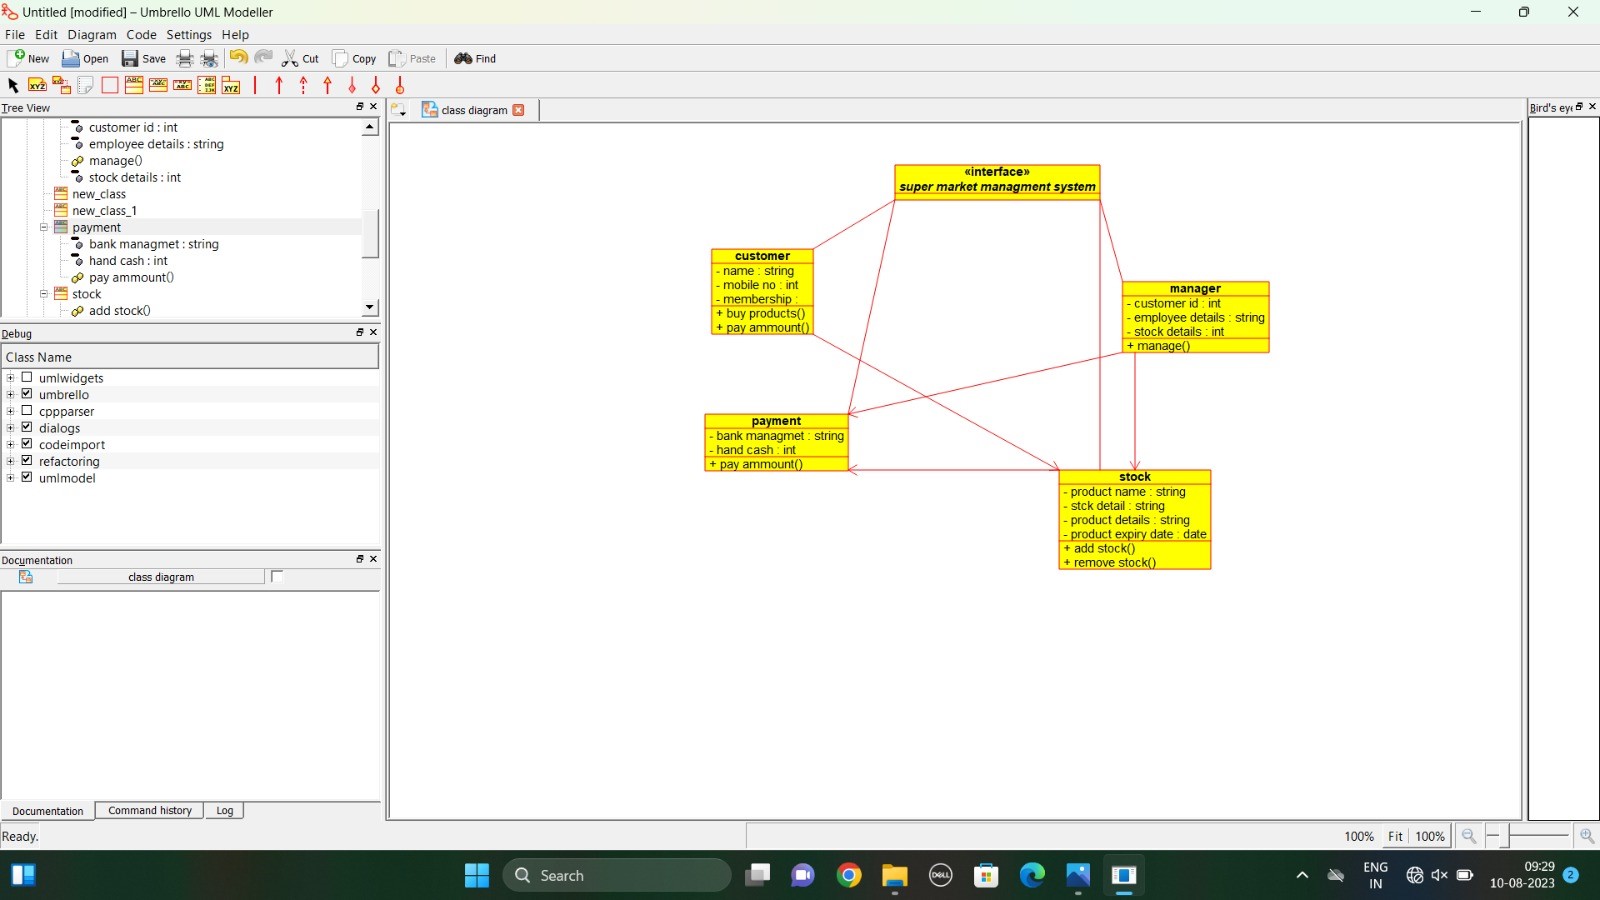 Untitled [modified] – Umbrello UML Modeller
File Edit Diagram Code Settings Help
New Open Save Cut Copy Paste Find
Tree View
customer id : int
employee details : string
manage()
stock details : int
new_class
new_class_1
payment
bank managmet : string
hand cash : int
pay ammount()
stock
add stock()
Debug
Class Name
umlwidgets
umbrello
cppparser
dialogs
codeimport
refactoring
umlmodel
Documentation
class diagram
Documentation Command history Log
Ready.
class diagram
«interface»
super market managment system
customer
- name : string
- mobile no : int
- membership :
+ buy products()
+ pay ammount()
manager
- customer id : int
- employee details : string
- stock details : int
+ manage()
payment
- bank managmet : string
- hand cash : int
+ pay ammount()
stock
- product name : string
- stck detail : string
- product details : string
- product expiry date : date
+ add stock()
+ remove stock()
Bird's eye
100% Fit 100%
Search
DELL
ENG
IN
09:29
10-08-2023
2